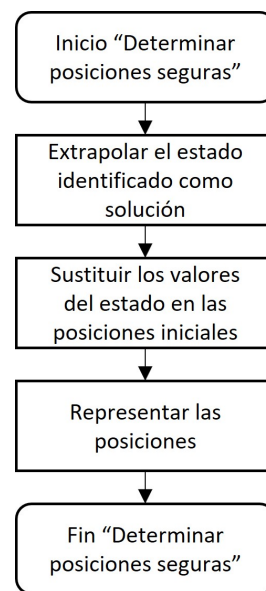 Inicio “Determinar
posiciones seguras”
Extrapolar el estado
identificado como
solución
Sustituir los valores
del estado en las
posiciones iniciales
Representar las
posiciones
Fin “Determinar
posiciones seguras”